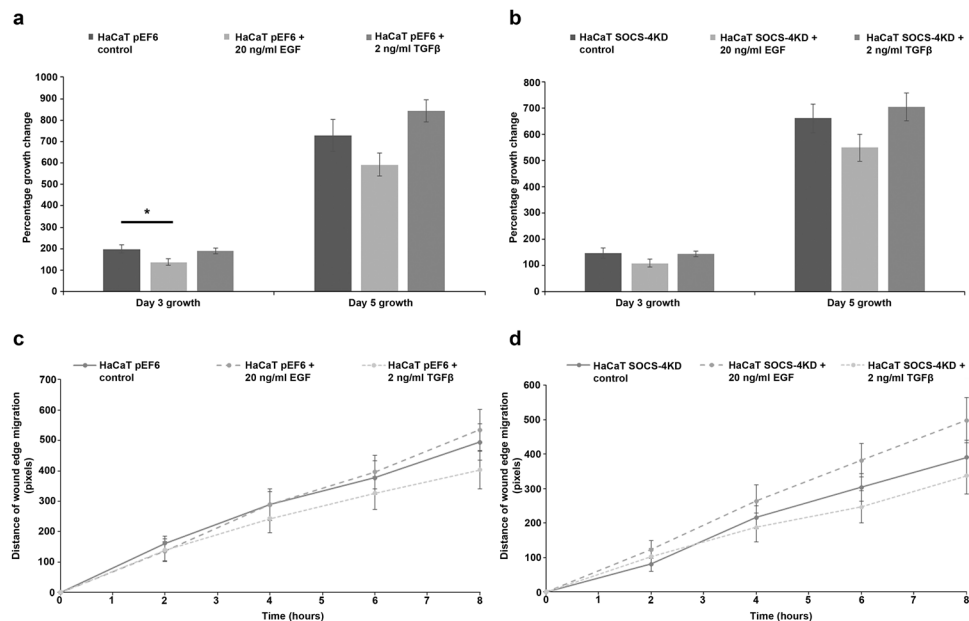 a
HaCaT pEF6
control
HaCaT pEF6 +
20 ng/ml EGF
HaCaT pEF6 +
2 ng/ml TGFβ
Percentage growth change
1000
900
800
700
600
500
400
300
200
100
0
*
Day 3 growth
Day 5 growth
b
HaCaT SOCS-4KD
control
HaCaT SOCS-4KD +
20 ng/ml EGF
HaCaT SOCS-4KD +
2 ng/ml TGFβ
Percentage growth change
800
700
600
500
400
300
200
100
0
Day 3 growth
Day 5 growth
c
HaCaT pEF6
control
HaCaT pEF6 +
20 ng/ml EGF
HaCaT pEF6 +
2 ng/ml TGFβ
Distance of wound edge migration
(pixels)
700
600
500
400
300
200
100
0
0 1 2 3 4 5 6 7 8
Time (hours)
d
HaCaT SOCS-4KD
control
HaCaT SOCS-4KD +
20 ng/ml EGF
HaCaT SOCS-4KD +
2 ng/ml TGFβ
Distance of wound edge migration
(pixels)
600
500
400
300
200
100
0
0 1 2 3 4 5 6 7 8
Time (hours)